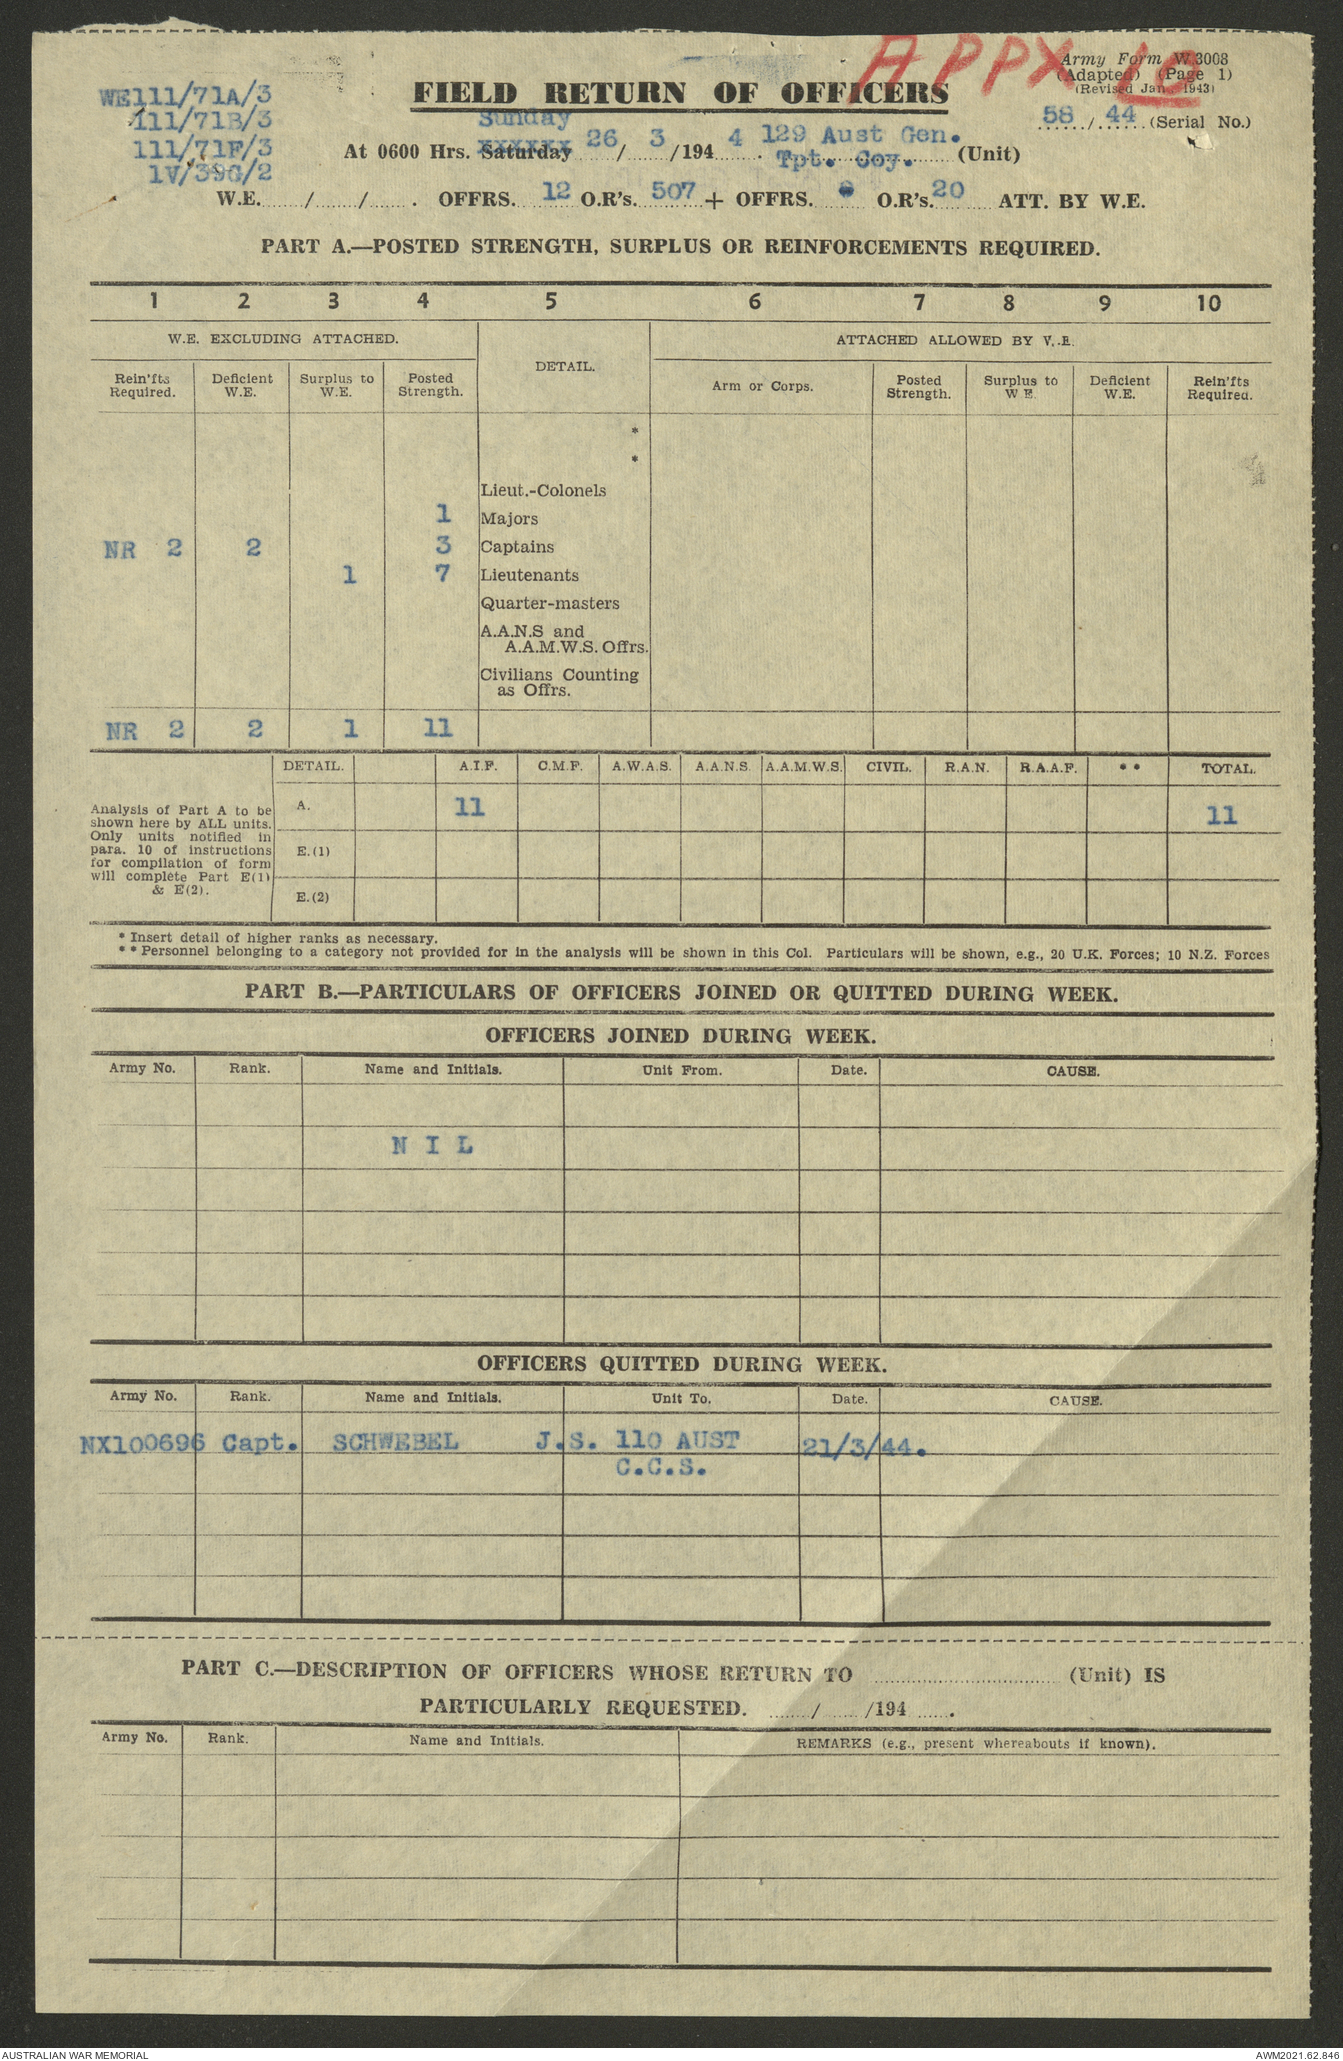 APPX 10
Army Form W.3008
(Adapted) (Page 1)
(Revised Jan., 1943)
58 / 44 (Serial No.)
WE111/71A/3
111/71B/3
111/71F/3
1V/39G/2
FIELD RETURN OF OFFICERS
Sunday
At 0600 Hrs. Saturday 26 / 3 /194 4 . 129 Aust Gen.
Tpt. Coy. (Unit)
W.E. / / . OFFRS. 12 O.R's. 507 + OFFRS. O.R's. 20 ATT. BY W.E.
PART A.—POSTED STRENGTH, SURPLUS OR REINFORCEMENTS REQUIRED.
1 2 3 4 5 6 7 8 9 10
W.E. EXCLUDING ATTACHED. DETAIL. ATTACHED ALLOWED BY W.E.
Rein'fts Required. Deficient W.E. Surplus to W.E. Posted Strength. Arm or Corps. Posted Strength. Surplus to W E. Deficient W.E. Rein'fts Required.
*
*
Lieut.-Colonels
1 Majors
NR 2 2 3 Captains
1 7 Lieutenants
Quarter-masters
A.A.N.S and
A.A.M.W.S. Offrs.
Civilians Counting
as Offrs.
NR 2 2 1 11
DETAIL. A.I.F. C.M.F. A.W.A.S. A.A.N.S. A.A.M.W.S. CIVIL. R.A.N. R.A.A.F. ** TOTAL.
Analysis of Part A to be
shown here by ALL units.
Only units notified in
para. 10 of instructions
for compilation of form
will complete Part E(1)
& E(2).
A. 11 11
E.(1)
E.(2)
* Insert detail of higher ranks as necessary.
** Personnel belonging to a category not provided for in the analysis will be shown in this Col. Particulars will be shown, e.g., 20 U.K. Forces; 10 N.Z. Forces
PART B.—PARTICULARS OF OFFICERS JOINED OR QUITTED DURING WEEK.
OFFICERS JOINED DURING WEEK.
Army No. Rank. Name and Initials. Unit From. Date. CAUSE.
N I L
OFFICERS QUITTED DURING WEEK.
Army No. Rank. Name and Initials. Unit To. Date. CAUSE.
NX100696 Capt. SCHWEBEL J.S. 110 AUST 21/3/44.
C.C.S.
PART C.—DESCRIPTION OF OFFICERS WHOSE RETURN TO (Unit) IS
PARTICULARLY REQUESTED. / /194 .
Army No. Rank. Name and Initials. REMARKS (e.g., present whereabouts if known).
AUSTRALIAN WAR MEMORIAL AWM2021.62.846